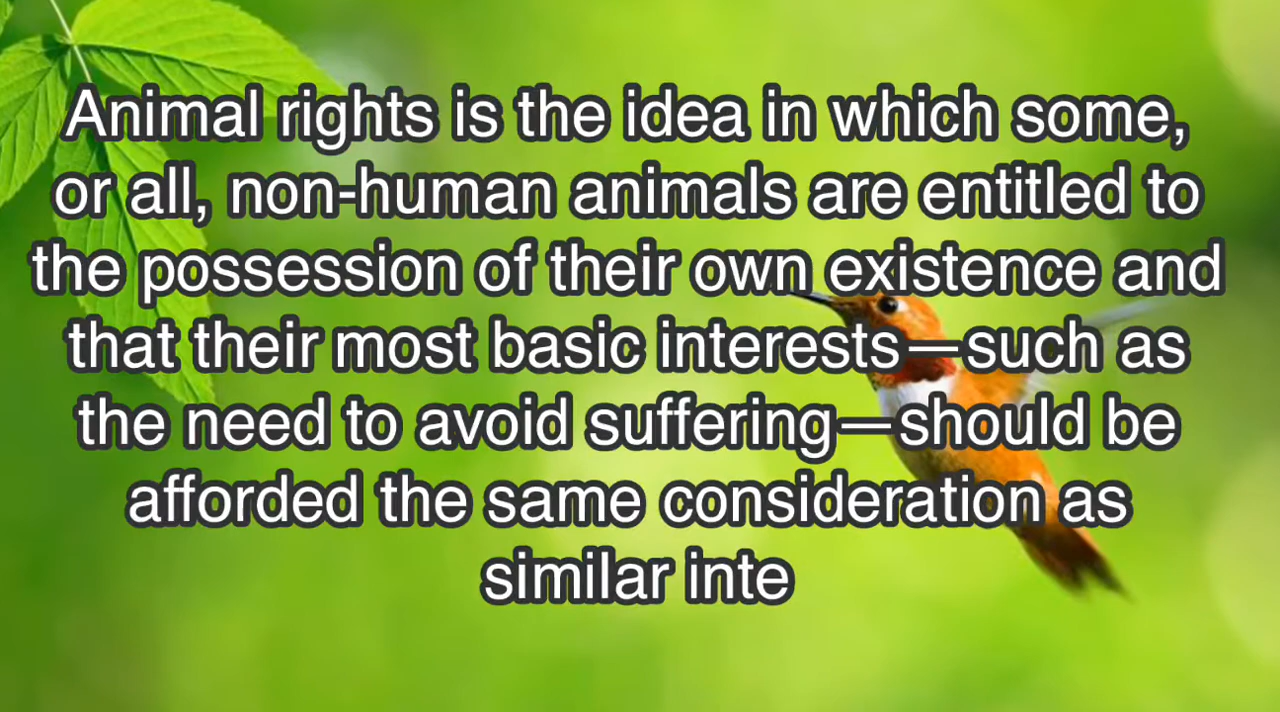 Animal rights is the idea in which some,
or all, non-human animals are entitled to
the possession of their own existence and
that their most basic interests—such as
the need to avoid suffering—should be
afforded the same consideration as
similar inte